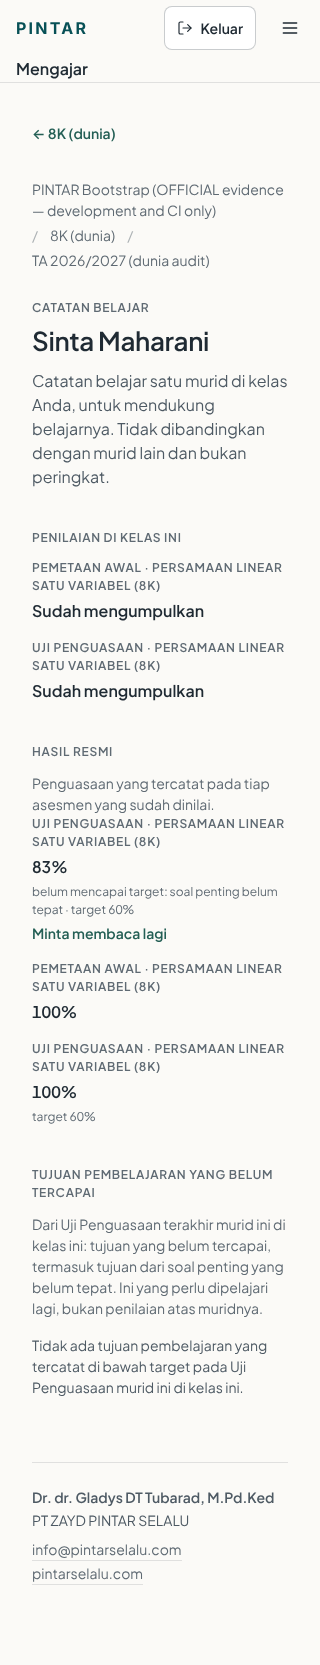 PINTAR
Keluar
Mengajar
← 8K (dunia)
PINTAR Bootstrap (OFFICIAL evidence
— development and CI only)
/ 8K (dunia) /
TA 2026/2027 (dunia audit)
CATATAN BELAJAR
Sinta Maharani
Catatan belajar satu murid di kelas
Anda, untuk mendukung
belajarnya. Tidak dibandingkan
dengan murid lain dan bukan
peringkat.
PENILAIAN DI KELAS INI
PEMETAAN AWAL · PERSAMAAN LINEAR
SATU VARIABEL (8K)
Sudah mengumpulkan
UJI PENGUASAAN · PERSAMAAN LINEAR
SATU VARIABEL (8K)
Sudah mengumpulkan
HASIL RESMI
Penguasaan yang tercatat pada tiap
asesmen yang sudah dinilai.
UJI PENGUASAAN · PERSAMAAN LINEAR
SATU VARIABEL (8K)
83%
belum mencapai target: soal penting belum
tepat · target 60%
Minta membaca lagi
PEMETAAN AWAL · PERSAMAAN LINEAR
SATU VARIABEL (8K)
100%
UJI PENGUASAAN · PERSAMAAN LINEAR
SATU VARIABEL (8K)
100%
target 60%
TUJUAN PEMBELAJARAN YANG BELUM
TERCAPAI
Dari Uji Penguasaan terakhir murid ini di
kelas ini: tujuan yang belum tercapai,
termasuk tujuan dari soal penting yang
belum tepat. Ini yang perlu dipelajari
lagi, bukan penilaian atas muridnya.
Tidak ada tujuan pembelajaran yang
tercatat di bawah target pada Uji
Penguasaan murid ini di kelas ini.
Dr. dr. Gladys DT Tubarad, M.Pd.Ked
PT ZAYD PINTAR SELALU
info@pintarselalu.com
pintarselalu.com